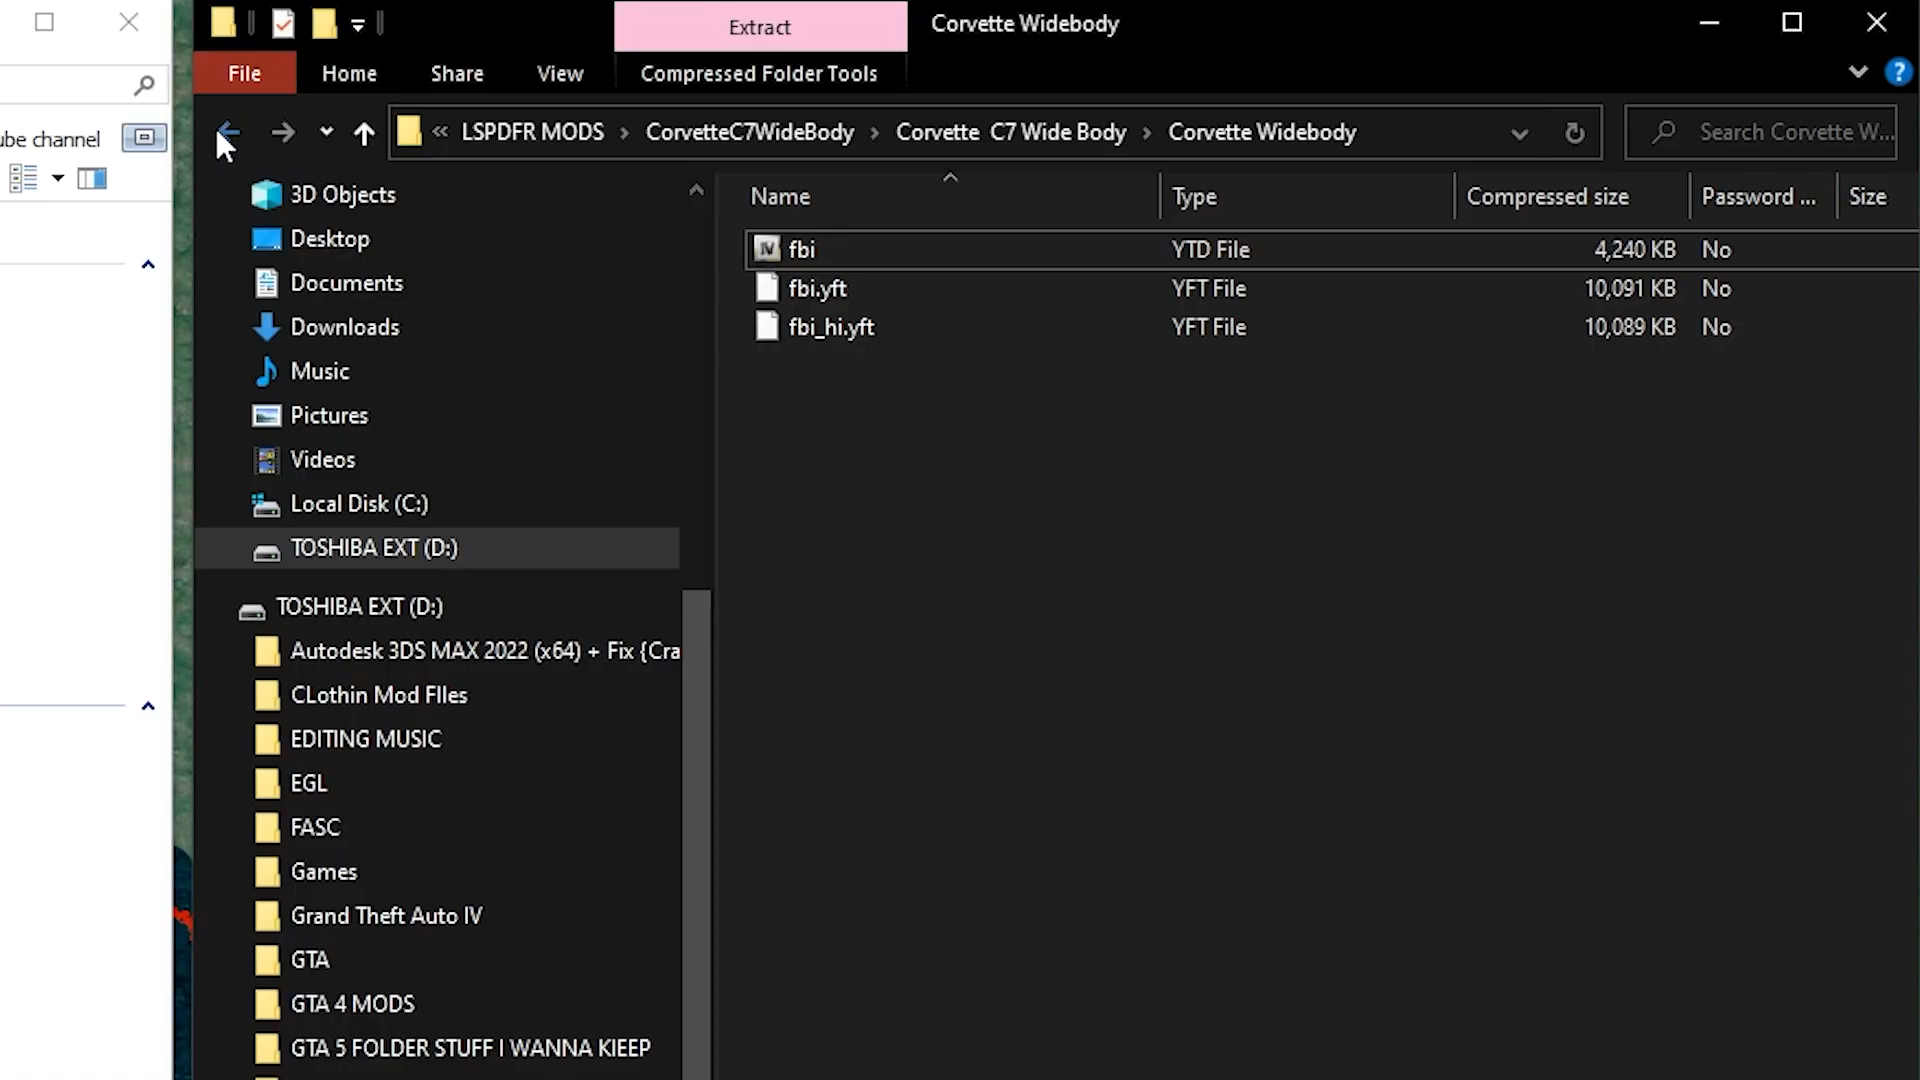 Extract
Corvette Widebody
File
Home
Share
View
Compressed Folder Tools
?
ube channel
« LSPDFR MODS › CorvetteC7WideBody › Corvette C7 Wide Body › Corvette Widebody
Search Corvette W...
Name
Type
Compressed size
Password ...
Size
fbi
YTD File
4,240 KB
No
fbi.yft
YFT File
10,091 KB
No
fbi_hi.yft
YFT File
10,089 KB
No
3D Objects
Desktop
Documents
Downloads
Music
Pictures
Videos
Local Disk (C:)
TOSHIBA EXT (D:)
TOSHIBA EXT (D:)
Autodesk 3DS MAX 2022 (x64) + Fix {Cra
CLothin Mod FIles
EDITING MUSIC
EGL
FASC
Games
Grand Theft Auto IV
GTA
GTA 4 MODS
GTA 5 FOLDER STUFF I WANNA KIEEP